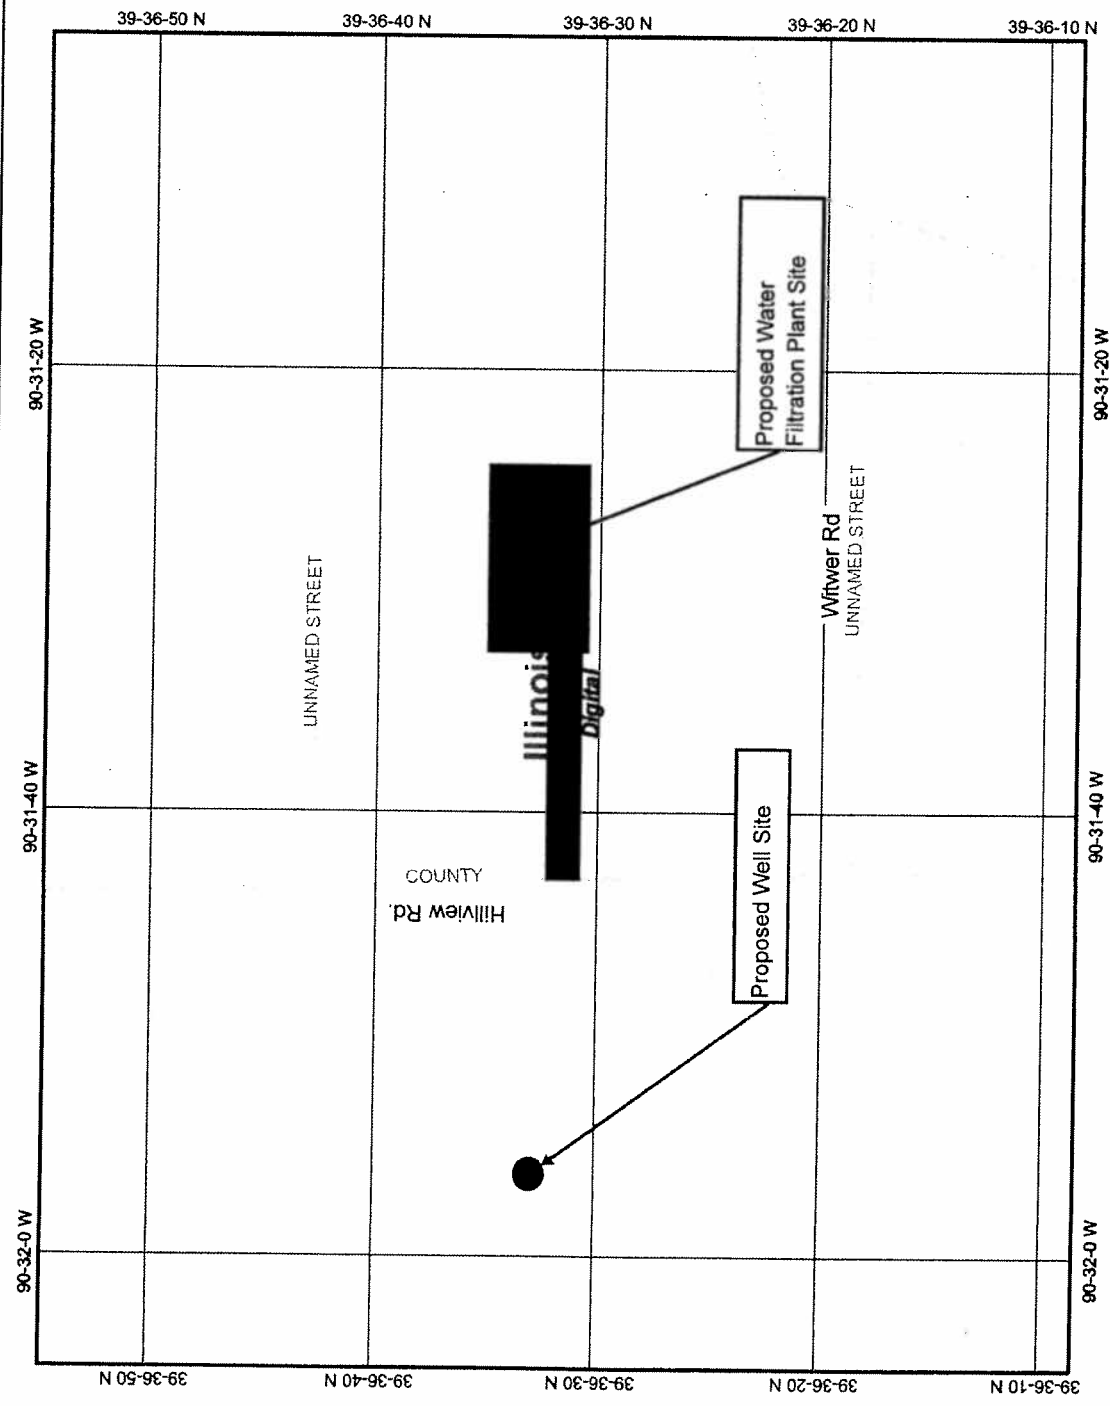 39-36-50 N
39-36-40 N
39-36-30 N
39-36-20 N
39-36-10 N
90-31-20 W
90-31-20 W
Proposed Water
Filtration Plant Site
UNNAMED STREET
Witwer Rd
UNNAMED STREET
Illinois
Digital
90-31-40 W
90-31-40 W
COUNTY
Hillview Rd.
Proposed Well Site
90-32-0 W
90-32-0 W
39-36-50 N
39-36-40 N
39-36-30 N
39-36-20 N
39-36-10 N